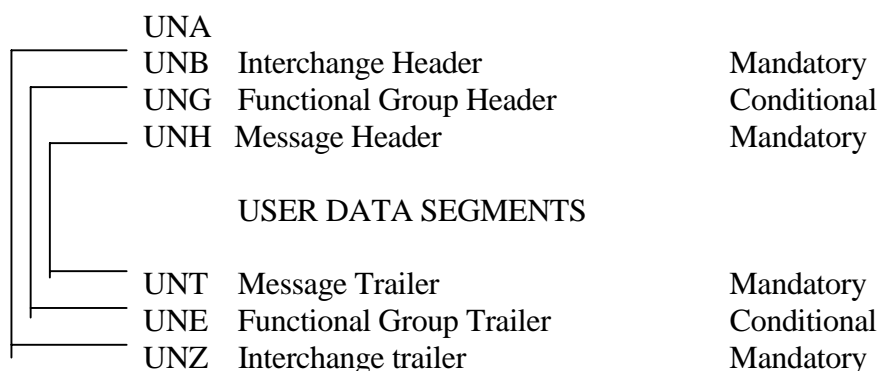 UNA
UNB Interchange Header Mandatory
UNG Functional Group Header Conditional
UNH Message Header Mandatory
USER DATA SEGMENTS
UNT Message Trailer Mandatory
UNE Functional Group Trailer Conditional
UNZ Interchange trailer Mandatory